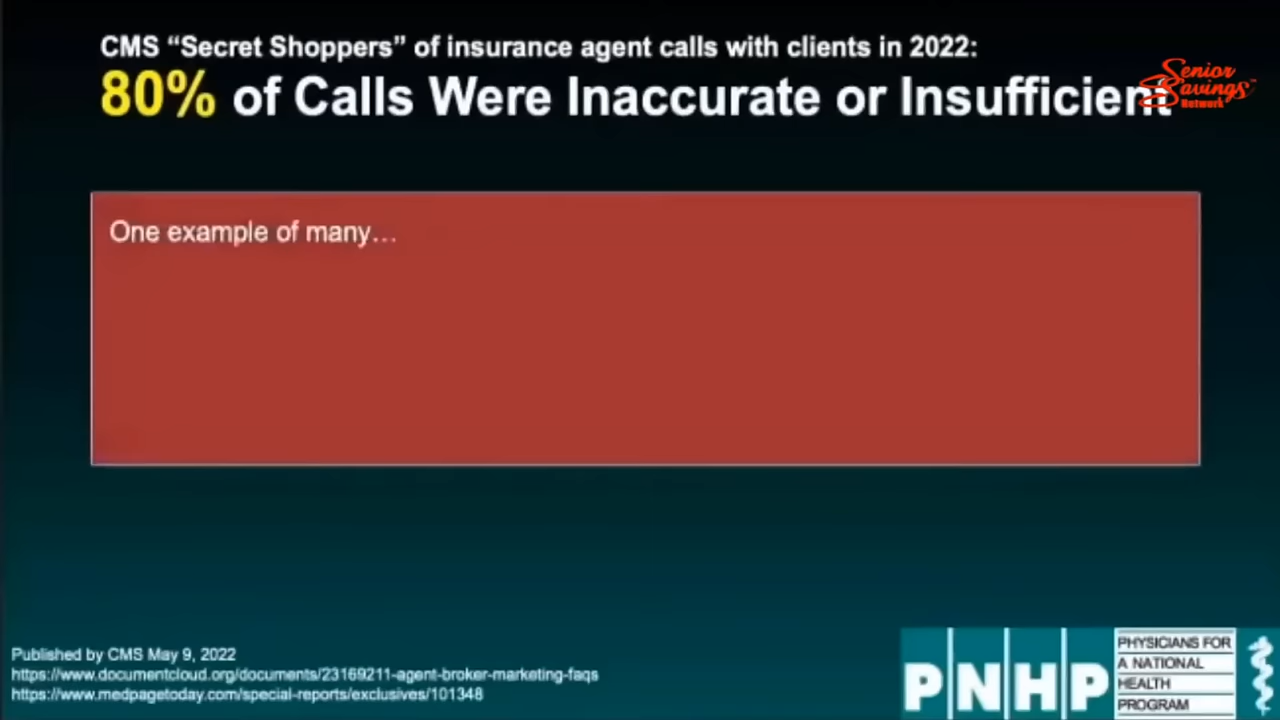 CMS “Secret Shoppers” of insurance agent calls with clients in 2022:
80% of Calls Were Inaccurate or Insufficient
Senior
Savings
Network
One example of many…
Published by CMS May 9, 2022
https://www.documentcloud.org/documents/23169211-agent-broker-marketing-faqs
https://www.medpagetoday.com/special-reports/exclusives/101348
PNHP
PHYSICIANS FOR
A NATIONAL
HEALTH
PROGRAM